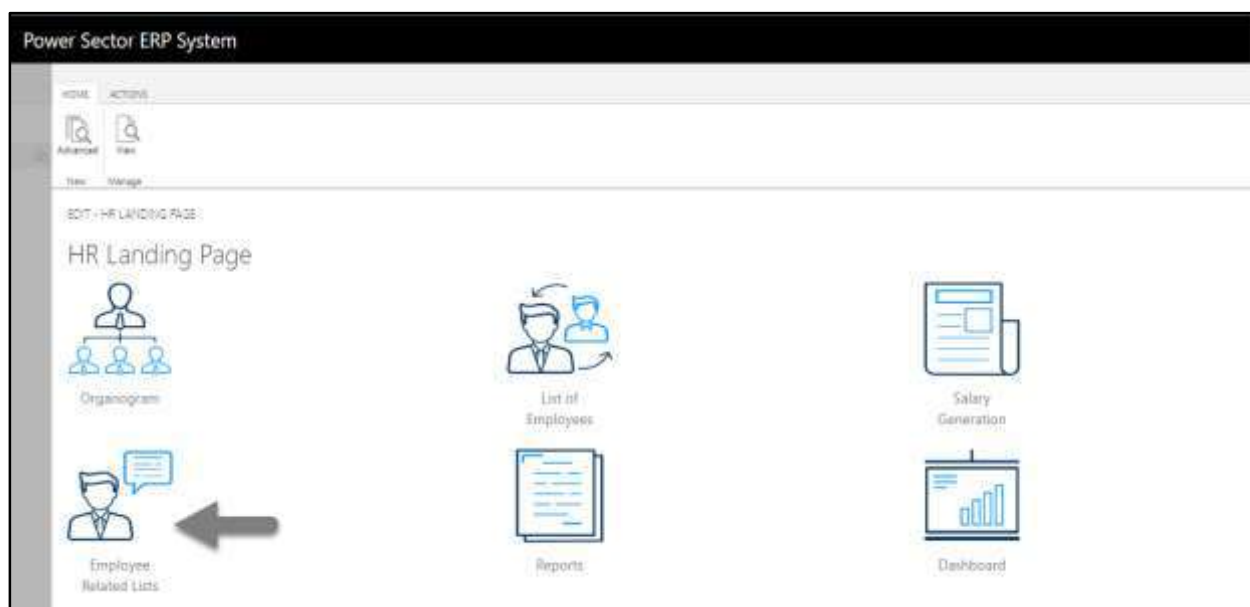 Power Sector ERP System
HOME ACTIONS
Advanced View
New Manage
EDIT - HR LANDING PAGE
HR Landing Page
Organogram
List of
Employees
Salary
Generation
Employee
Related Lists
Reports
Dashboard